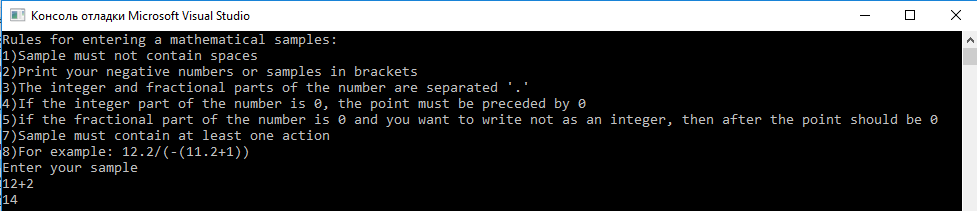 Консоль отладки Microsoft Visual Studio
Rules for entering a mathematical samples:
1)Sample must not contain spaces
2)Print your negative numbers or samples in brackets
3)The integer and fractional parts of the number are separated '.'
4)If the integer part of the number is 0, the point must be preceded by 0
5)if the fractional part of the number is 0 and you want to write not as an integer, then after the point should be 0
7)Sample must contain at least one action
8)For example: 12.2/(-(11.2+1))
Enter your sample
12+2
14